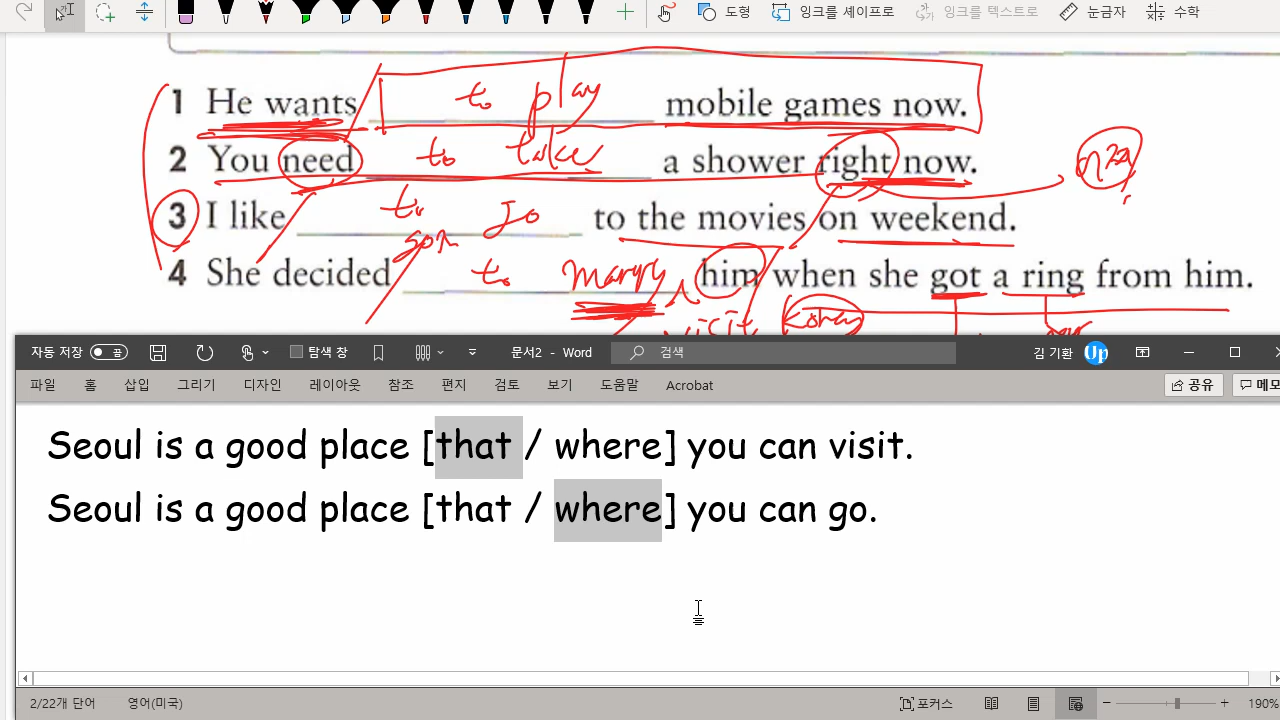 도형 잉크를 셰이프로 잉크를 텍스트로 눈금자 수학
1 He wants to play mobile games now.
2 You need to take a shower right now.
3 I like to go to the movies on weekend.
4 She decided to marry him when she got a ring from him.
visit
자동 저장 문서2 - Word 검색 김 기환 Up
탐색 창
파일 홈 삽입 그리기 디자인 레이아웃 참조 편지 검토 보기 도움말 Acrobat 공유 메모
Seoul is a good place [that / where] you can visit.
Seoul is a good place [that / where] you can go.
2/22개 단어 영어(미국) 포커스 190%